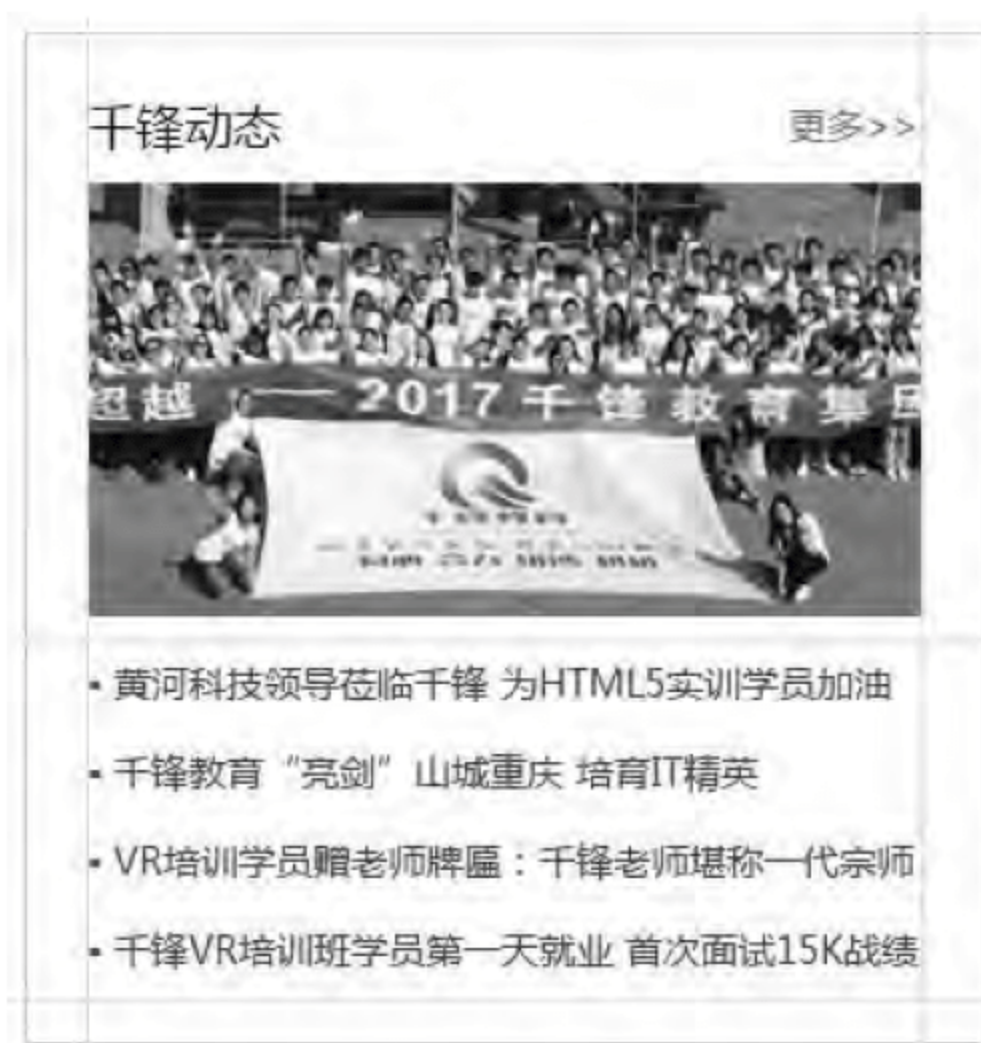 千锋动态 更多>>
超越 —— 2017 千锋教育集团
黄河科技领导莅临千锋 为HTML5实训学员加油
千锋教育“亮剑”山城重庆 培育IT精英
VR培训学员赠老师牌匾：千锋老师堪称一代宗师
千锋VR培训班学员第一天就业 首次面试15K战绩